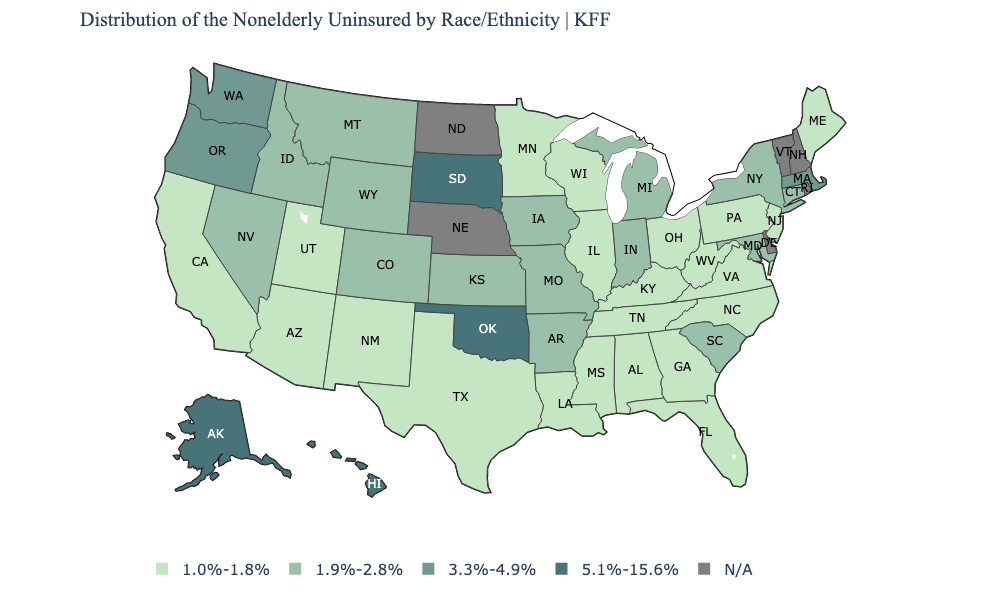 Distribution of the Nonelderly Uninsured by Race/Ethnicity | KFF
WA
ME
MT
ND
MN
OR
VT
NH
ID
WI
NY
MA
SD
MI
CT
RI
WY
IA
PA
NJ
NE
NV
OH
MD
DE
UT
IL
IN
CA
CO
WV
KS
MO
VA
KY
NC
TN
AZ
OK
NM
AR
SC
MS
AL
GA
TX
LA
AK
FL
HI
1.0%-1.8% 1.9%-2.8% 3.3%-4.9% 5.1%-15.6% N/A